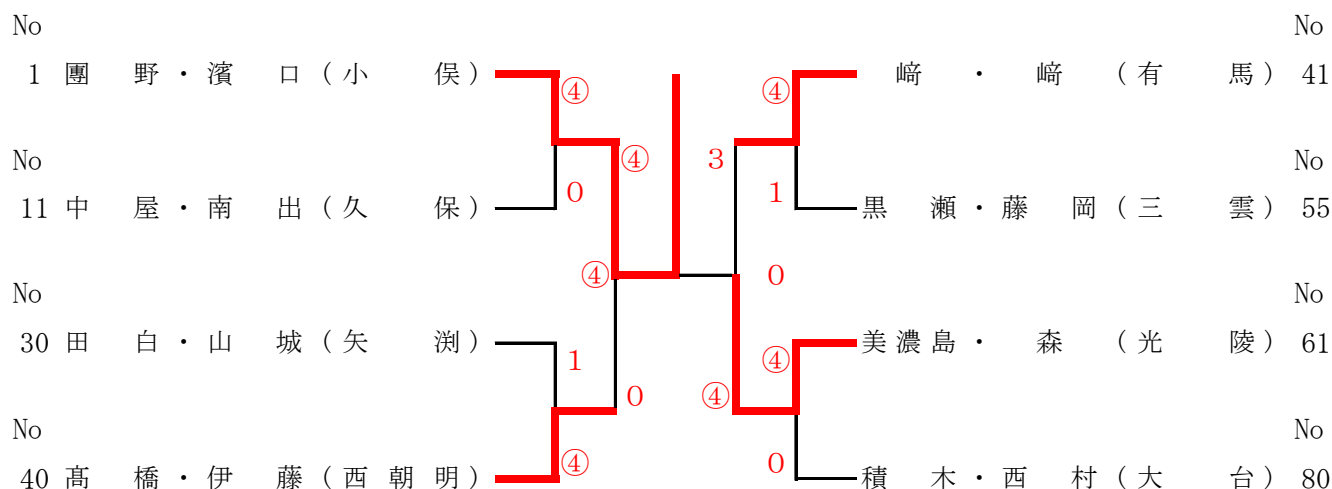 No No
1 團野・濱口(小俣) ④ ④ 﨑・﨑(有馬) 41
④ 3
No No
11 中屋・南出(久保) 0 1 黒瀬・藤岡(三雲) 55
④ 0
No No
30 田白・山城(矢渕) 1 ④ 美濃島・森(光陵) 61
0 ④
No No
40 髙橋・伊藤(西朝明) ④ 0 積木・西村(大台) 80